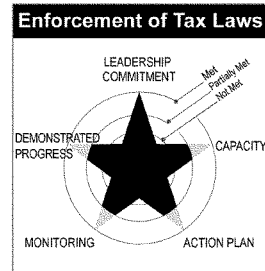 Enforcement of Tax Laws
LEADERSHIP
COMMITMENT
Met
Partially Met
Not Met
DEMONSTRATED
PROGRESS
CAPACITY
MONITORING
ACTION PLAN